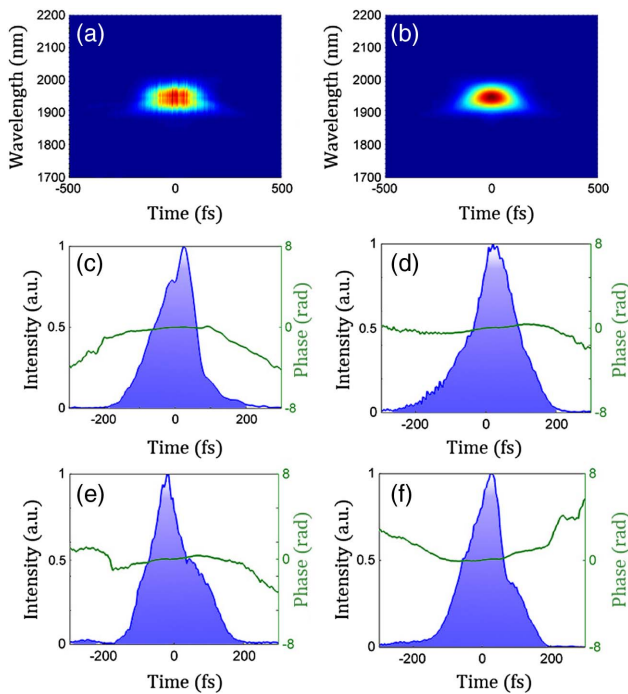 (a)
Wavelength (nm)
2200
2100
2000
1900
1800
1700
-500
0
500
Time (fs)
(b)
Wavelength (nm)
2200
2100
2000
1900
1800
1700
-500
0
500
Time (fs)
(c)
Intensity (a.u.)
1
0.5
0
-200
0
200
Time (fs)
8
0
-8
Phase (rad)
(d)
Intensity (a.u.)
1
0.5
0
-200
0
200
Time (fs)
8
0
-8
Phase (rad)
(e)
Intensity (a.u.)
1
0.5
0
-200
0
200
Time (fs)
8
0
-8
Phase (rad)
(f)
Intensity (a.u.)
1
0.5
0
-200
0
200
Time (fs)
8
0
-8
Phase (rad)